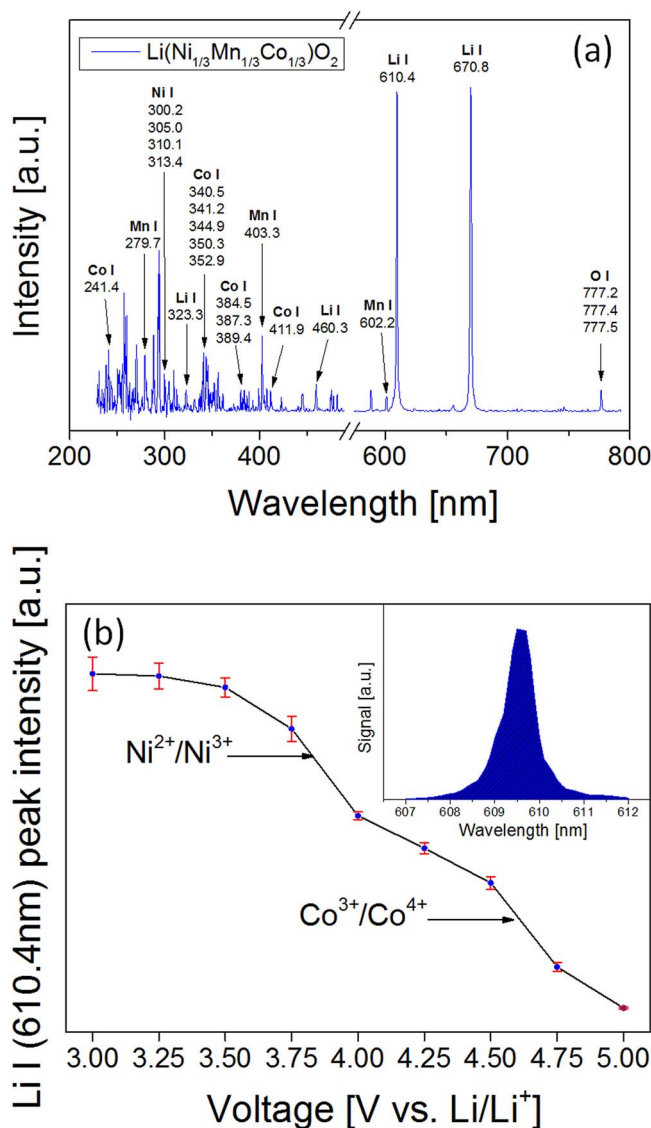 Li(Ni1/3Mn1/3Co1/3)O2
(a)
Li I
610.4
Li I
670.8
Ni I
300.2
305.0
310.1
313.4
Co I
340.5
341.2
344.9
350.3
352.9
Mn I
403.3
Mn I
279.7
Co I
241.4
Li I
323.3
Co I
384.5
387.3
389.4
Co I
411.9
Li I
460.3
Mn I
602.2
O I
777.2
777.4
777.5
Intensity [a.u.]
200 300 400 600 700 800
Wavelength [nm]
(b)
Li I (610.4nm) peak intensity [a.u.]
Ni2+/Ni3+
Co3+/Co4+
Signal [a.u.]
607 608 609 610 611 612
Wavelength [nm]
3.00 3.25 3.50 3.75 4.00 4.25 4.50 4.75 5.00
Voltage [V vs. Li/Li+]